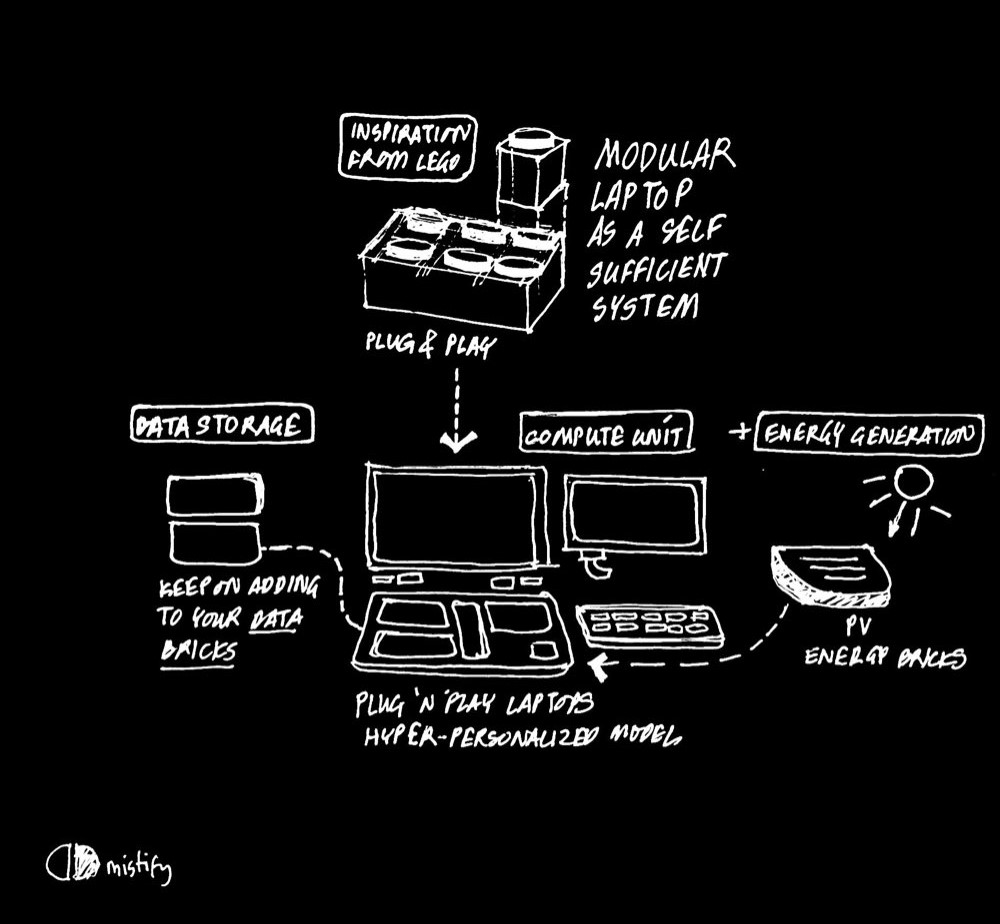 INSPIRATION
FROM LEGO
MODULAR
LAPTOP
AS A SELF
SUFFICIENT
SYSTEM
PLUG & PLAY
DATA STORAGE
COMPUTE UNIT
+ ENERGY GENERATION
KEEP ON ADDING
TO YOUR DATA
BRICKS
PV
ENERGY BRICKS
PLUG 'N' PLAY LAPTOPS
HYPER-PERSONALIZED MODEL
mistify